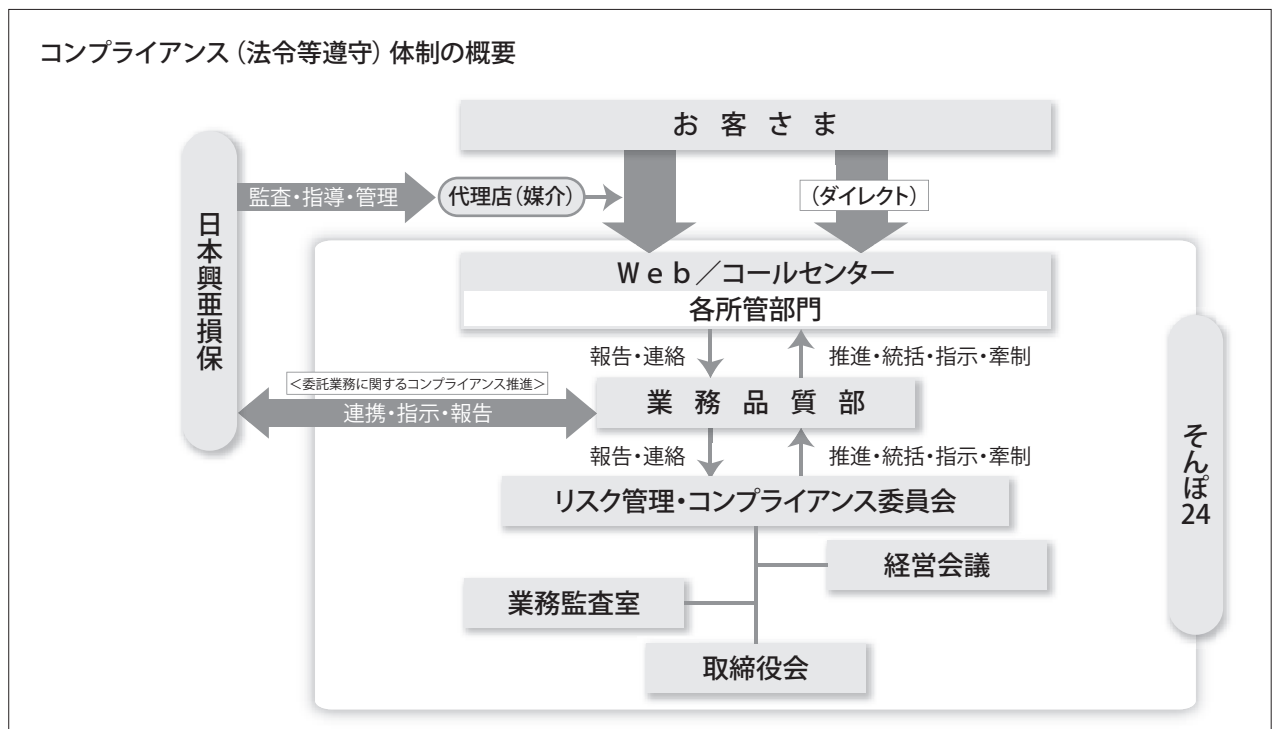 コンプライアンス（法令等遵守）体制の概要
お客さま
日本興亜損保
監査・指導・管理
代理店（媒介）
（ダイレクト）
Ｗｅｂ／コールセンター
各所管部門
報告・連絡
推進・統括・指示・牽制
＜委託業務に関するコンプライアンス推進＞
連携・指示・報告
業務品質部
報告・連絡
推進・統括・指示・牽制
リスク管理・コンプライアンス委員会
経営会議
業務監査室
取締役会
そんぽ24